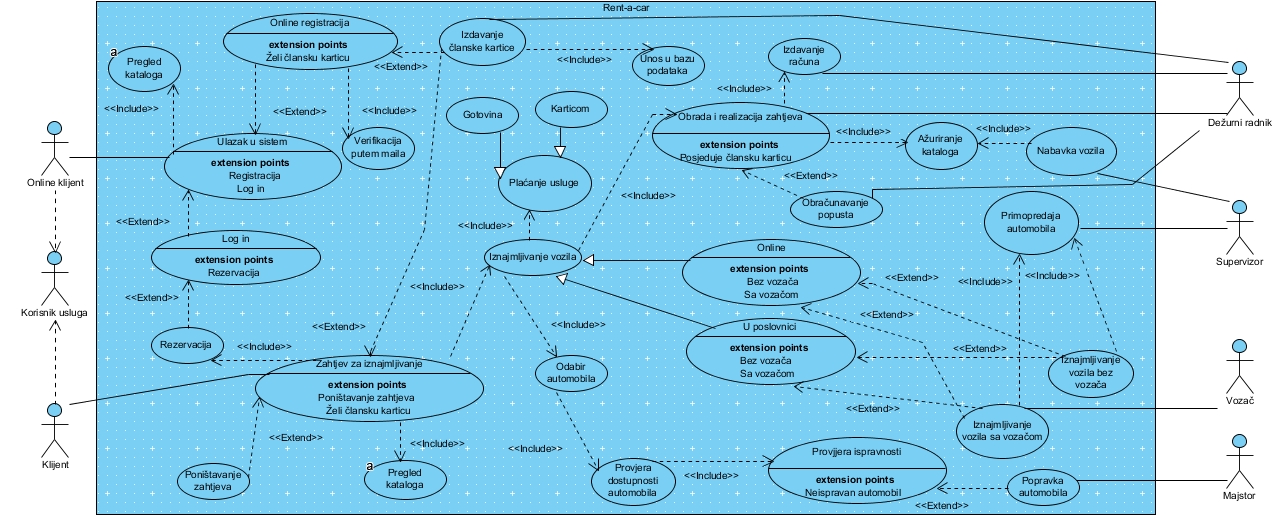 Rent-a-car
Online registracija
extension points
Želi člansku karticu
Izdavanje
članske kartice
<<Extend>>
<<Include>>
Unos u bazu
podataka
Izdavanje
računa
a
Pregled
kataloga
<<Include>>
<<Extend>>
<<Include>>
Gotovina
Karticom
<<Include>>
Obrada i realizacija zahtjeva
extension points
Posjeduje člansku karticu
<<Include>>
Ažuriranje
kataloga
<<Include>>
Nabavka vozila
Dežurni radnik
Online klijent
Ulazak u sistem
extension points
Registracija
Log in
Verifikacija
putem maila
Plaćanje usluge
<<Extend>>
<<Include>>
Obračunavanje
popusta
Primopredaja
automobila
Supervizor
<<Extend>>
<<Include>>
Log in
extension points
Rezervacija
Iznajmljivanje vozila
Online
extension points
Bez vozača
Sa vozačom
<<Extend>>
<<Include>>
<<Include>>
<<Extend>>
<<Include>>
Korisnik usluga
<<Extend>>
<<Extend>>
<<Include>>
U poslovnici
extension points
Bez vozača
Sa vozačom
<<Extend>>
Rezervacija
<<Include>>
Zahtjev za iznajmljivanje
extension points
Poništavanje zahtjeva
Želi člansku karticu
Odabir
automobila
Iznajmljivanje
vozila bez
vozača
Vozač
<<Extend>>
Iznajmljivanje
vozila sa vozačom
Klijent
<<Extend>>
<<Include>>
<<Include>>
Poništavanje
zahtjeva
a
Pregled
kataloga
Provjera
dostupnosti
automobila
<<Include>>
Provjjera ispravnosti
extension points
Neispravan automobil
<<Extend>>
Popravka
automobila
Majstor